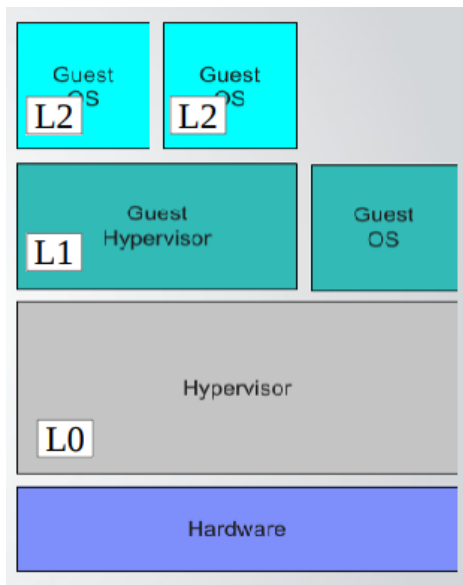 Guest
OS
L2
Guest
OS
L2
Guest
Hypervisor
L1
Guest
OS
Hypervisor
L0
Hardware